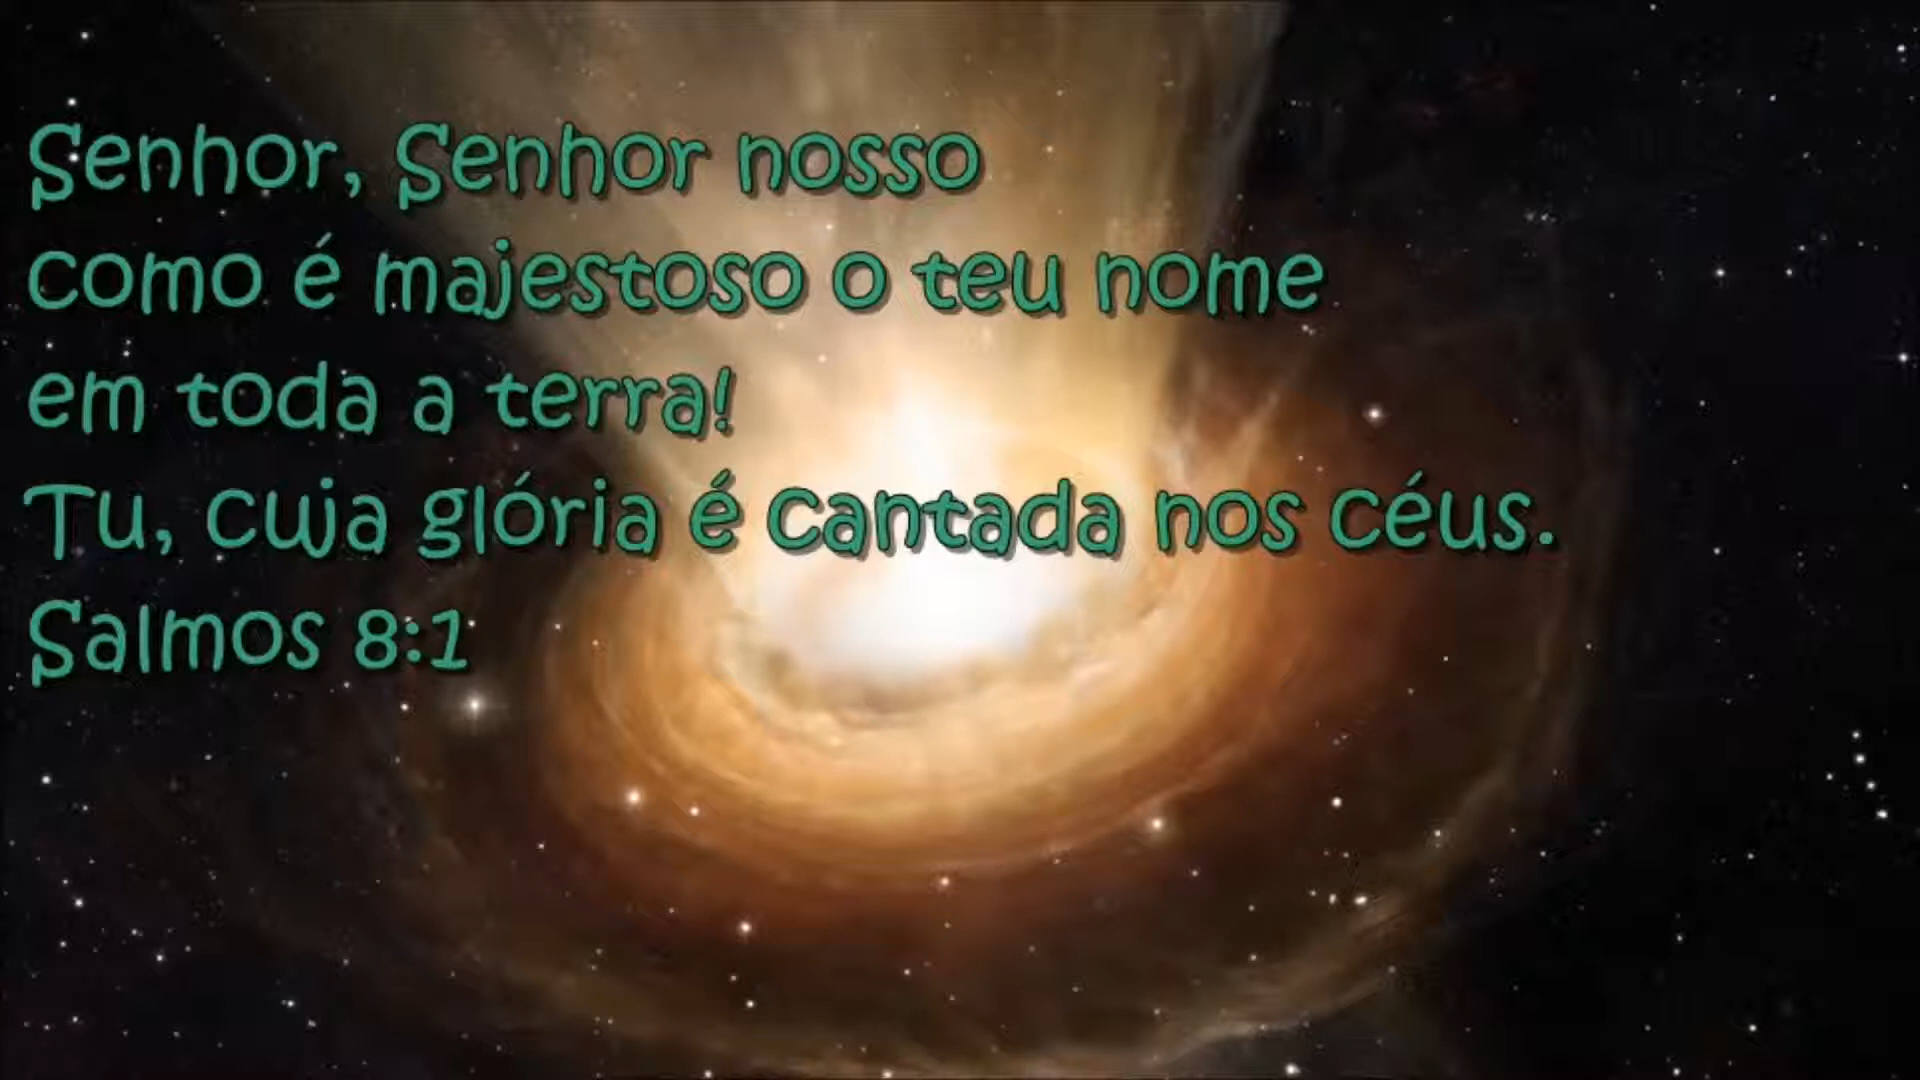 Senhor, Senhor nosso
como é majestoso o teu nome
em toda a terra!
Tu, cuja glória é cantada nos céus.
Salmos 8:1